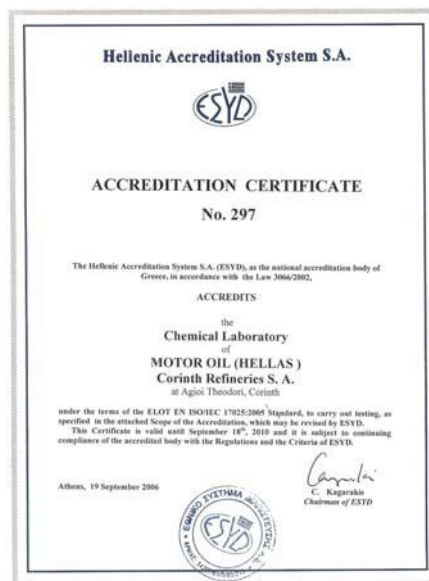 Hellenic Accreditation System S.A.
ESYD
ACCREDITATION CERTIFICATE
No. 297
The Hellenic Accreditation System S.A. (ESYD), as the national accreditation body of
Greece, in accordance with the Law 3066/2002,
ACCREDITS
the
Chemical Laboratory
of
MOTOR OIL (HELLAS )
Corinth Refineries S. A.
at Agioi Theodori, Corinth
under the terms of the ELOT EN ISO/IEC 17025:2005 Standard, to carry out testing, as
specified in the attached Scope of the Accreditation, which may be revised by ESYD.
This Certificate is valid until September 18th, 2010 and it is subject to continuing
compliance of the accredited body with the Regulations and the Criteria of ESYD.
Athens, 19 September 2006
C. Kagarakis
Chairman of ESYD
ΕΘΝΙΚΟ ΣΥΣΤΗΜΑ ΔΙΑΠΙΣΤΕΥΣΗΣ Α.Ε.
ESYD